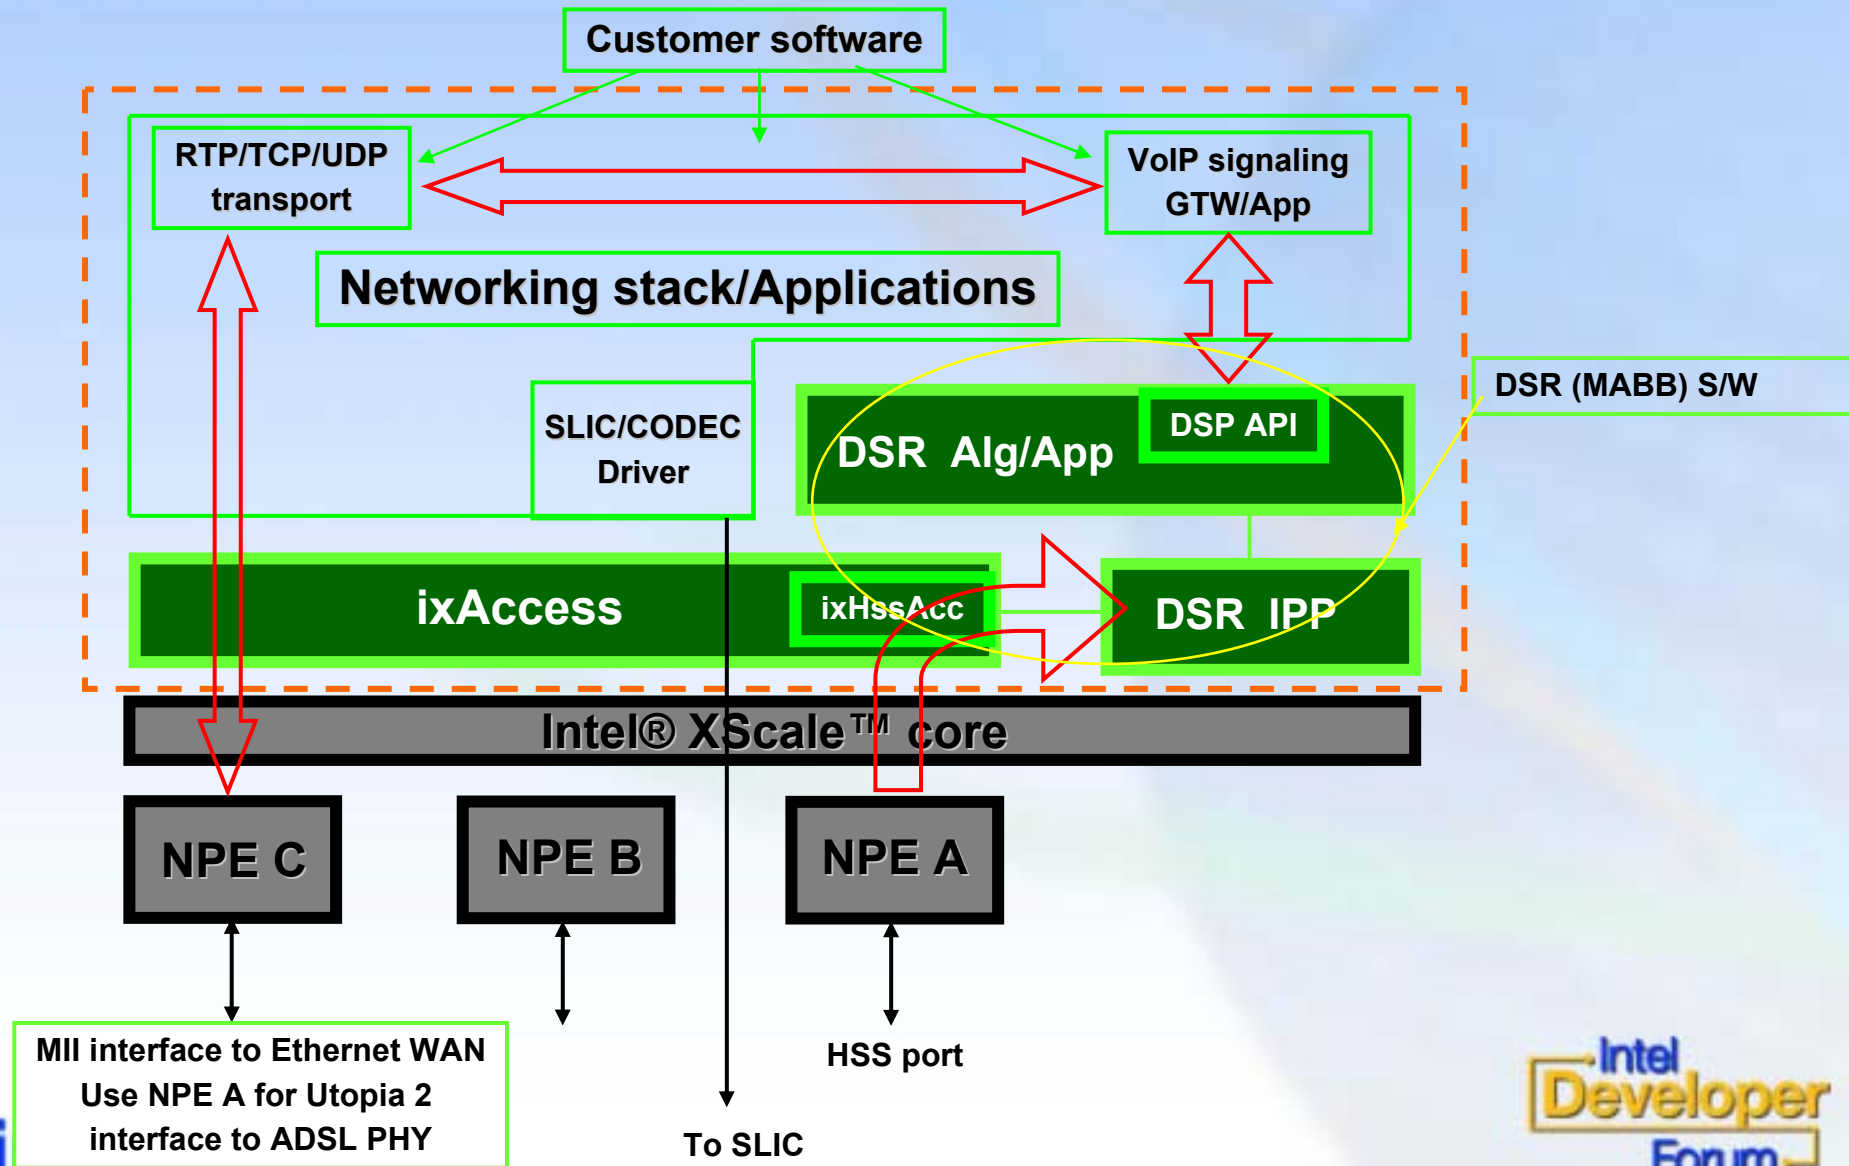 Customer software
RTP/TCP/UDP
transport
VoIP signaling
GTW/App
Networking stack/Applications
DSR (MABB) S/W
SLIC/CODEC
Driver
DSR Alg/App
DSP API
ixAccess
ixHssAcc
DSR IPP
Intel® XScale™ core
NPE C
NPE B
NPE A
MII interface to Ethernet WAN
Use NPE A for Utopia 2
interface to ADSL PHY
HSS port
To SLIC
Intel
Developer
Forum